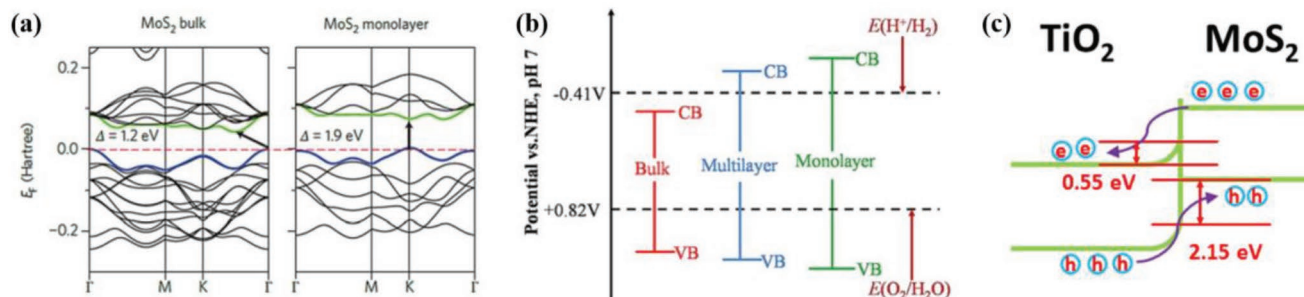 (a)
MoS₂ bulk
MoS₂ monolayer
E_F (Hartree)
0.2
0.0
−0.2
Δ = 1.2 eV
Δ = 1.9 eV
Γ M K Γ
Γ M K Γ
(b)
Potential vs.NHE, pH 7
E(H⁺/H₂)
-0.41V
+0.82V
CB
CB
CB
Bulk
Multilayer
Monolayer
VB
VB
VB
E(O₂/H₂O)
(c)
TiO₂
MoS₂
e e e
e e
0.55 eV
h h
2.15 eV
h h h